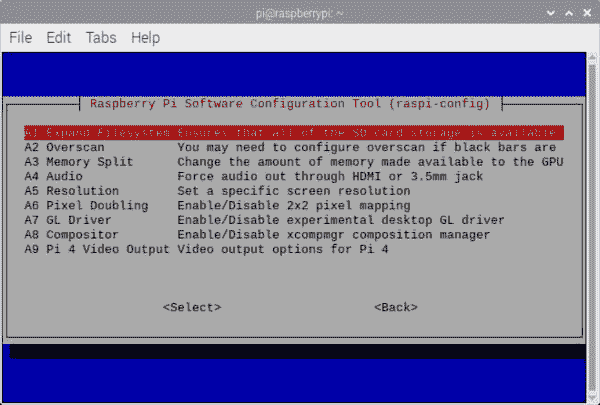 pi@raspberrypi: ~
File Edit Tabs Help
Raspberry Pi Software Configuration Tool (raspi-config)
A1 Expand Filesystem Ensures that all of the SD card storage is available
A2 Overscan You may need to configure overscan if black bars are
A3 Memory Split Change the amount of memory made available to the GPU
A4 Audio Force audio out through HDMI or 3.5mm jack
A5 Resolution Set a specific screen resolution
A6 Pixel Doubling Enable/Disable 2x2 pixel mapping
A7 GL Driver Enable/Disable experimental desktop GL driver
A8 Compositor Enable/Disable xcompmgr composition manager
A9 Pi 4 Video Output Video output options for Pi 4
<Select> <Back>